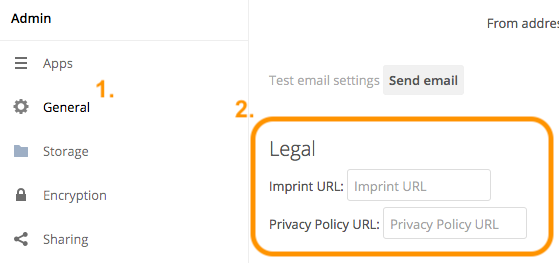 Admin
From addres
Apps
1.
General
2.
Test email settings Send email
Legal
Storage
Imprint URL: Imprint URL
Encryption
Privacy Policy URL: Privacy Policy URL
Sharing